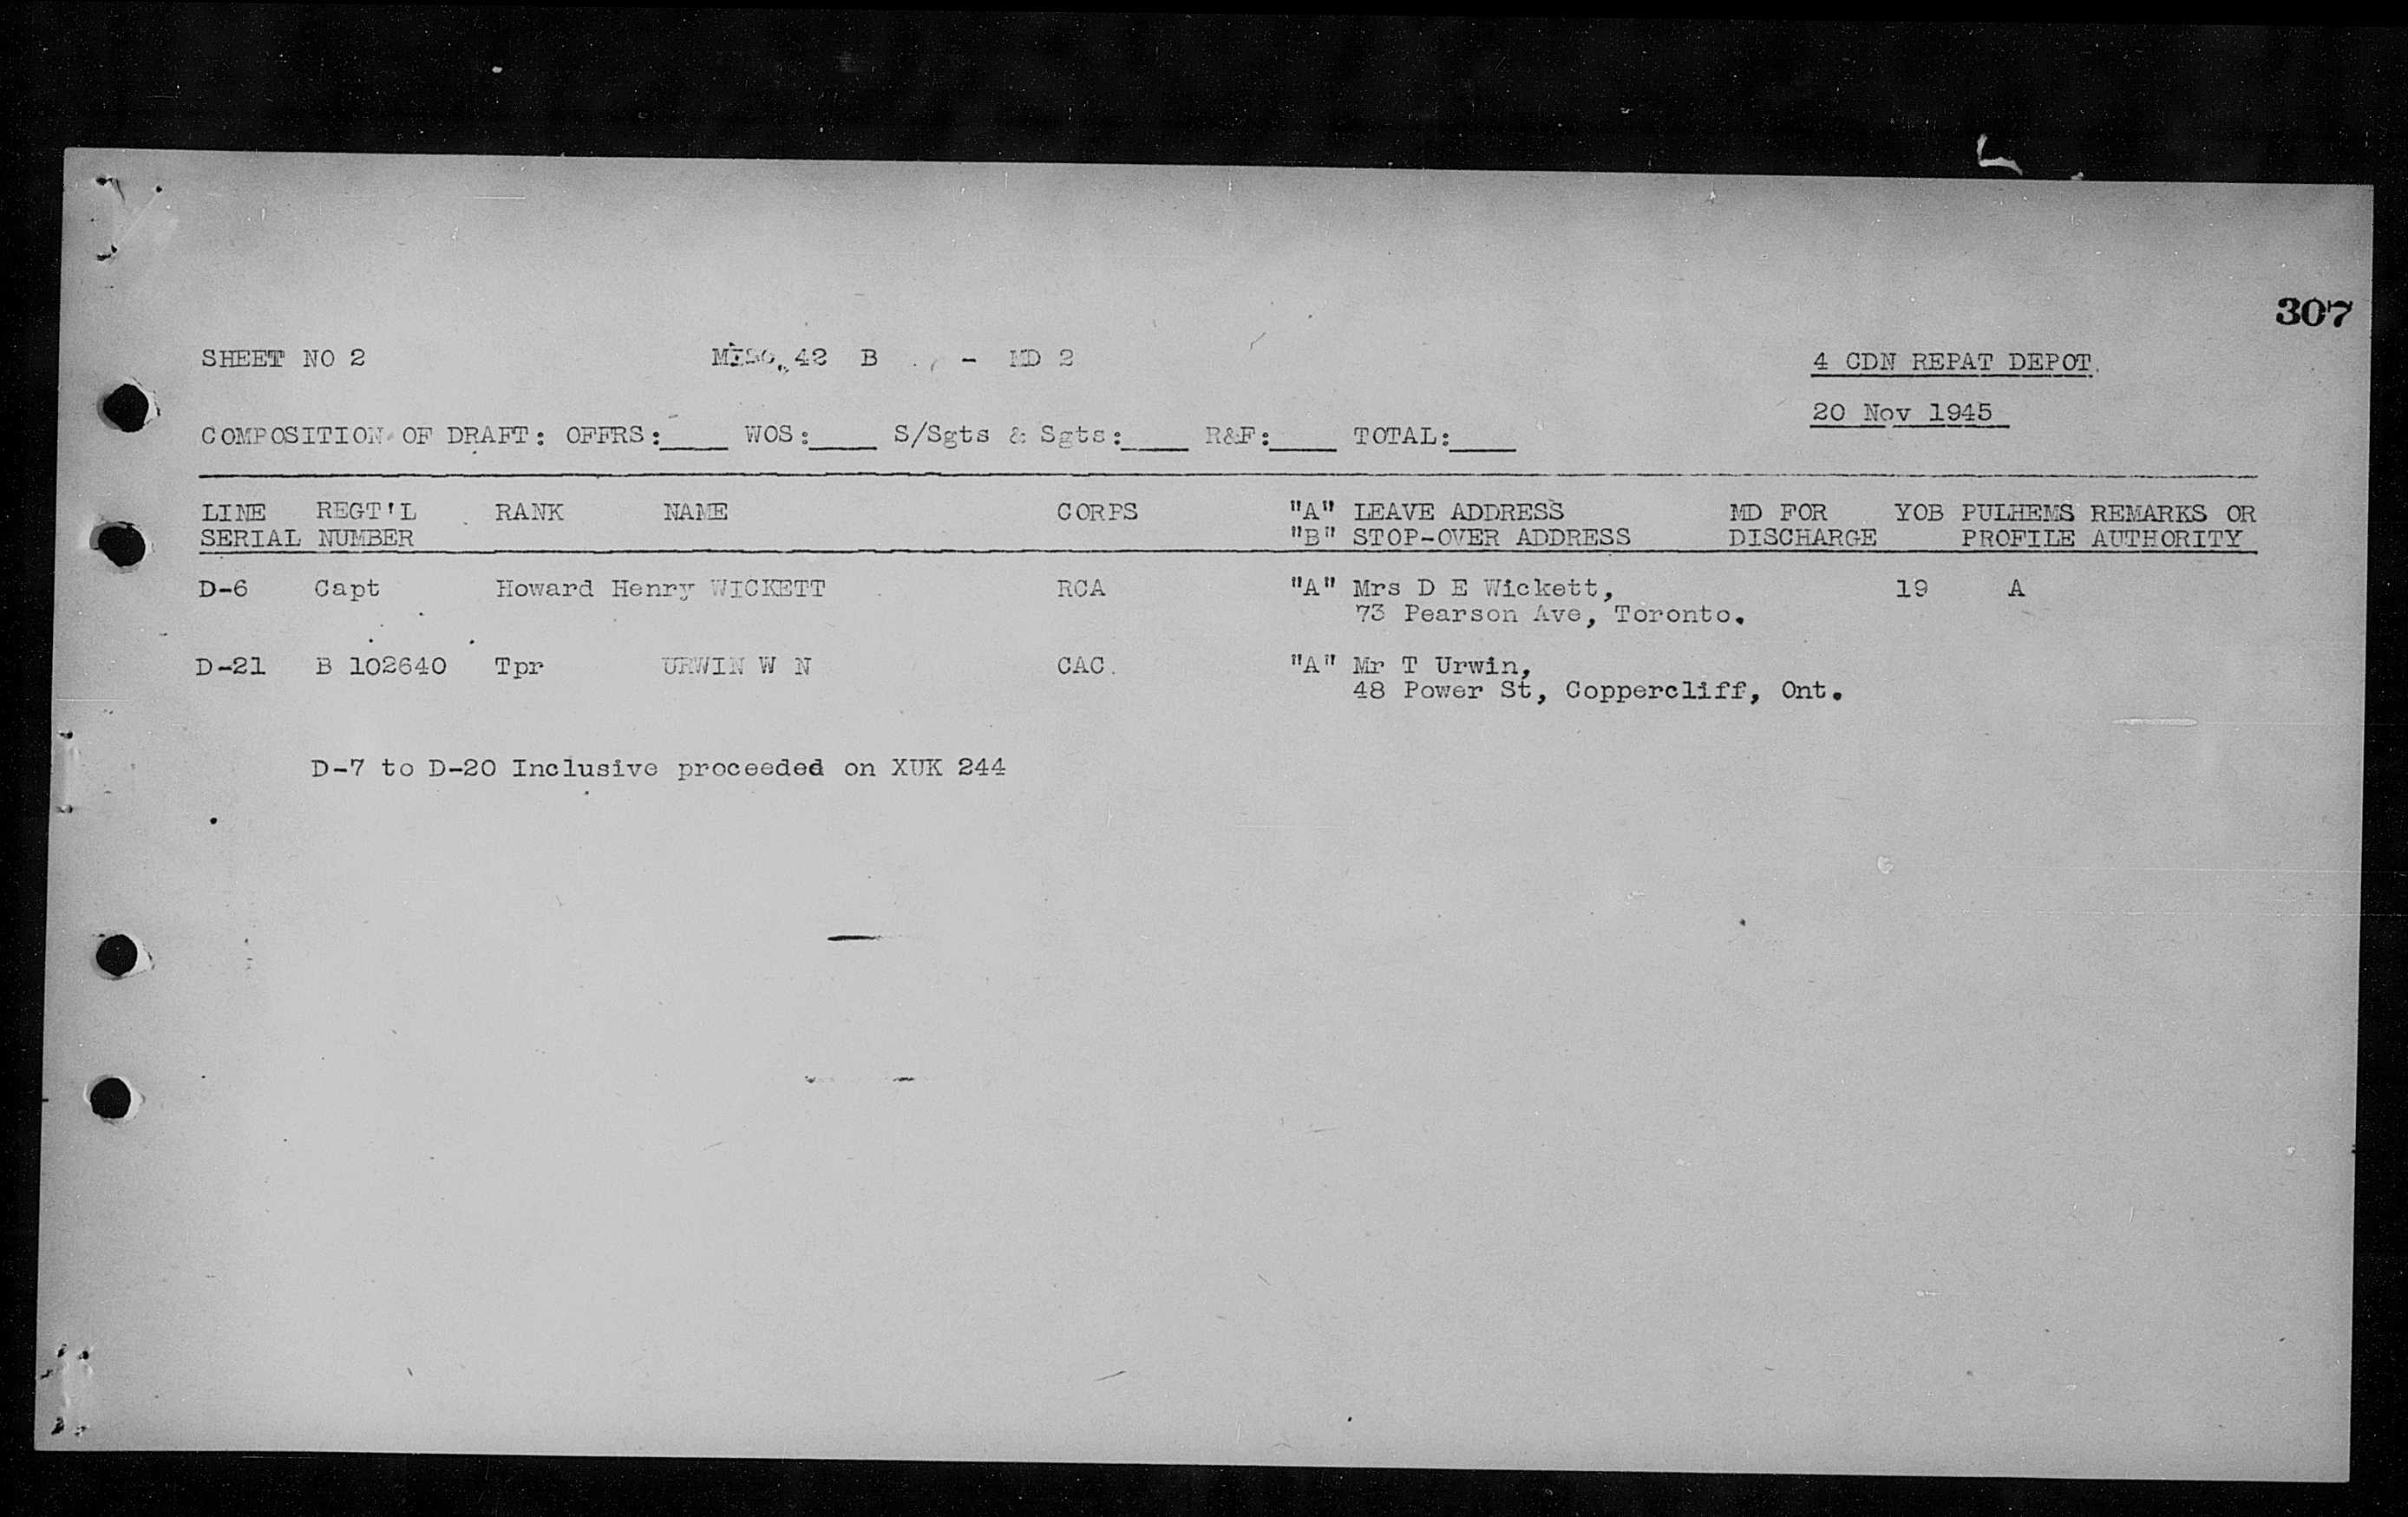 307
SHEET NO 2 MISC. 42 B - MD 2 4 CDN REPAT DEPOT.
20 Nov 1945
COMPOSITION OF DRAFT: OFFRS:____ WOS:____ S/Sgts & Sgts:____ R&F:____ TOTAL:____
LINE REGT'L RANK NAME CORPS "A" LEAVE ADDRESS MD FOR YOB PULHEMS REMARKS OR
SERIAL NUMBER "B" STOP-OVER ADDRESS DISCHARGE PROFILE AUTHORITY
D-6 Capt Howard Henry WICKETT RCA "A" Mrs D E Wickett, 19 A
73 Pearson Ave, Toronto.
D-21 B 102640 Tpr URWIN W N CAC. "A" Mr T Urwin,
48 Power St, Coppercliff, Ont.
D-7 to D-20 Inclusive proceeded on XUK 244